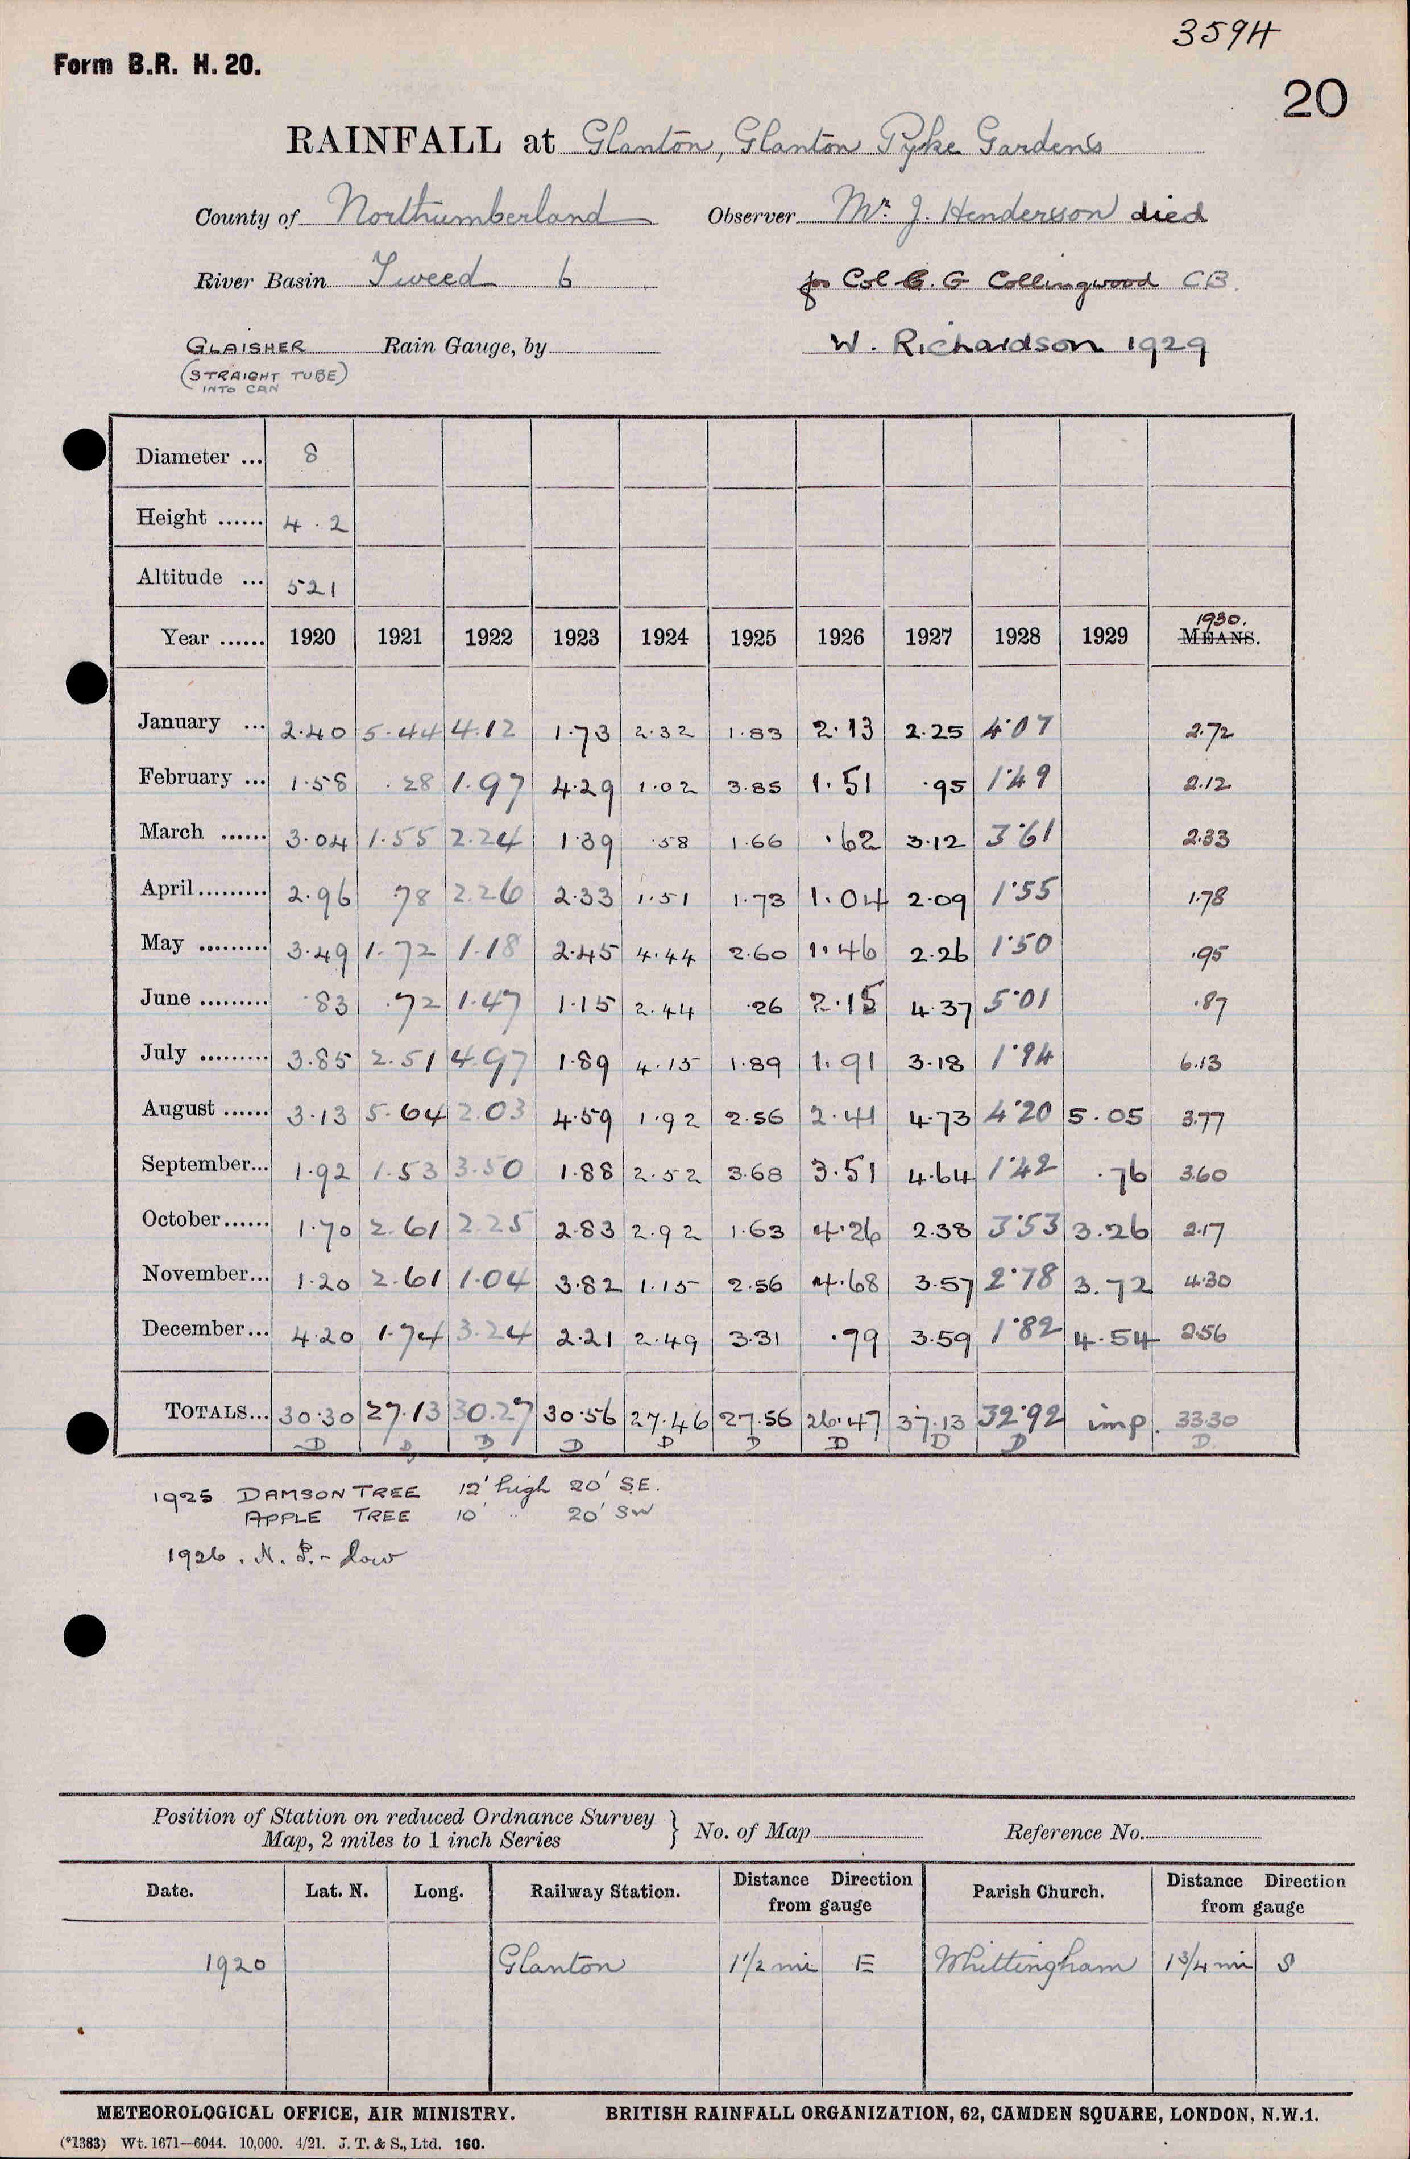 3594
Form B.R. H. 20.
20
RAINFALL at Glanton, Glanton Pyke Gardens
County of Northumberland Observer Mr. J. Henderson died
River Basin Tweed 6 for Col C. G Collingwood CB.
GLAISHER Rain Gauge, by W. Richardson 1929
(STRAIGHT TUBE)
INTO CAN
Diameter ... 8
Height ...... 4.2
Altitude ... 521
1930.
Year ...... 1920 1921 1922 1923 1924 1925 1926 1927 1928 1929 MEANS.
January ... 2.40 5.44 4.12 1.73 2.32 1.83 2.13 2.25 4.07 2.72
February ... 1.58 .28 1.97 4.29 1.02 3.85 1.51 .95 1.49 2.12
March ...... 3.04 1.55 2.24 1.39 .58 1.66 .62 3.12 3.61 2.33
April......... 2.96 .78 2.26 2.33 1.51 1.73 1.04 2.09 1.55 1.78
May ......... 3.49 1.72 1.18 2.45 4.44 2.60 1.46 2.26 1.50 .95
June ......... .83 .72 1.47 1.15 2.44 .26 2.15 4.37 5.01 .87
July ......... 3.85 2.51 4.97 1.89 4.15 1.89 1.91 3.18 1.94 6.13
August ...... 3.13 5.64 2.03 4.59 1.92 2.56 2.41 4.73 4.20 5.05 3.77
September... 1.92 1.53 3.50 1.88 2.52 3.68 3.51 4.64 1.42 .76 3.60
October...... 1.70 2.61 2.25 2.83 2.92 1.63 4.26 2.38 3.53 3.26 2.17
November... 1.20 2.61 1.04 3.82 1.15 2.56 4.68 3.57 2.78 3.72 4.30
December... 4.20 1.74 3.24 2.21 2.49 3.31 .79 3.59 1.82 4.54 2.56
TOTALS... 30.30 27.13 30.27 30.56 27.46 27.56 26.47 37.13 32.92 imp. 33.30
D D D D D D D D D D
1925 DAMSON TREE 12' high 20' SE.
APPLE TREE 10' " 20' SW
1926. N. P. - low
Position of Station on reduced Ordnance Survey
Map, 2 miles to 1 inch Series } No. of Map Reference No.
Date. Lat. N. Long. Railway Station. Distance Direction from gauge Parish Church. Distance Direction from gauge
1920 Glanton 1 1/2 mi E Whittingham 1 3/4 mi S
METEOROLOGICAL OFFICE, AIR MINISTRY. BRITISH RAINFALL ORGANIZATION, 62, CAMDEN SQUARE, LONDON, N.W.1.
(*1383) Wt. 1671—6044. 10,000. 4/21. J. T. & S., Ltd. 160.